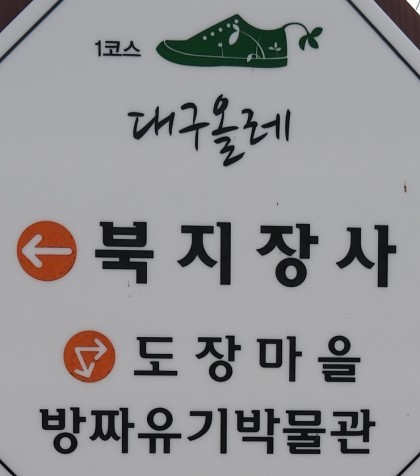 1코스
대구올레
북지장사
도장마을
방짜유기박물관